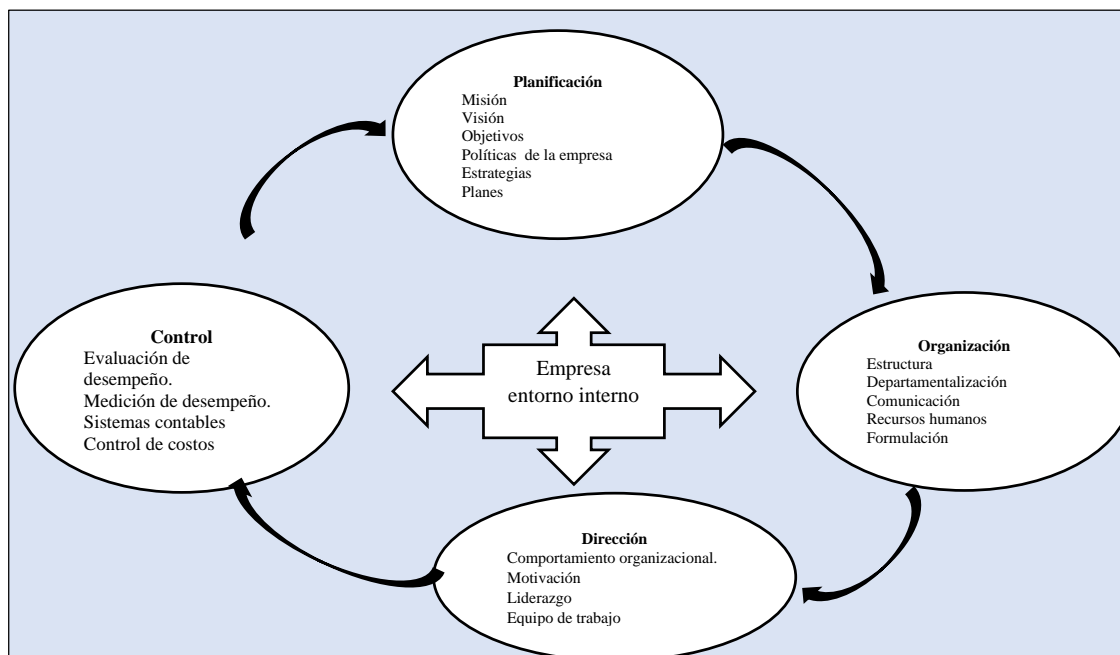 Planificación
Misión
Visión
Objetivos
Políticas de la empresa
Estrategias
Planes
Control
Evaluación de
desempeño.
Medición de desempeño.
Sistemas contables
Control de costos
Empresa
entorno interno
Organización
Estructura
Departamentalización
Comunicación
Recursos humanos
Formulación
Dirección
Comportamiento organizacional.
Motivación
Liderazgo
Equipo de trabajo